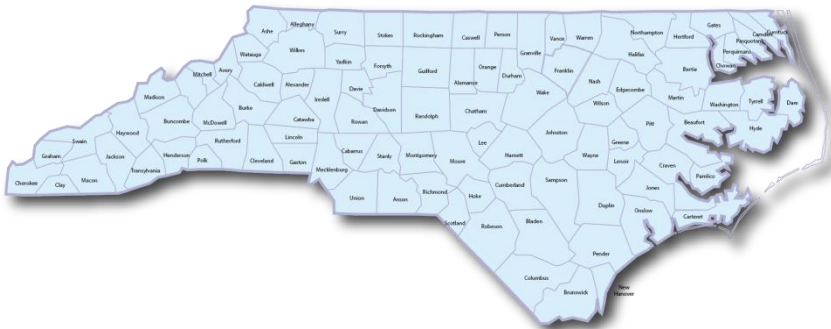 Alleghany
Ashe
Surry
Stokes
Rockingham
Caswell
Person
Granville
Vance
Warren
Northampton
Gates
Hertford
Halifax
Camden
Currituck
Pasquotank
Perquimans
Chowan
Watauga
Wilkes
Yadkin
Forsyth
Guilford
Alamance
Orange
Durham
Franklin
Nash
Edgecombe
Bertie
Mitchell
Avery
Caldwell
Alexander
Iredell
Davie
Davidson
Randolph
Chatham
Wake
Wilson
Martin
Washington
Tyrrell
Dare
Madison
Buncombe
McDowell
Burke
Catawba
Rowan
Johnston
Pitt
Beaufort
Hyde
Haywood
Swain
Graham
Jackson
Henderson
Rutherford
Lincoln
Cabarrus
Stanly
Montgomery
Moore
Lee
Harnett
Wayne
Greene
Lenoir
Craven
Pamlico
Cherokee
Clay
Macon
Transylvania
Polk
Cleveland
Gaston
Mecklenburg
Union
Anson
Richmond
Scotland
Hoke
Cumberland
Sampson
Duplin
Jones
Onslow
Carteret
Robeson
Bladen
Pender
Columbus
Brunswick
New
Hanover